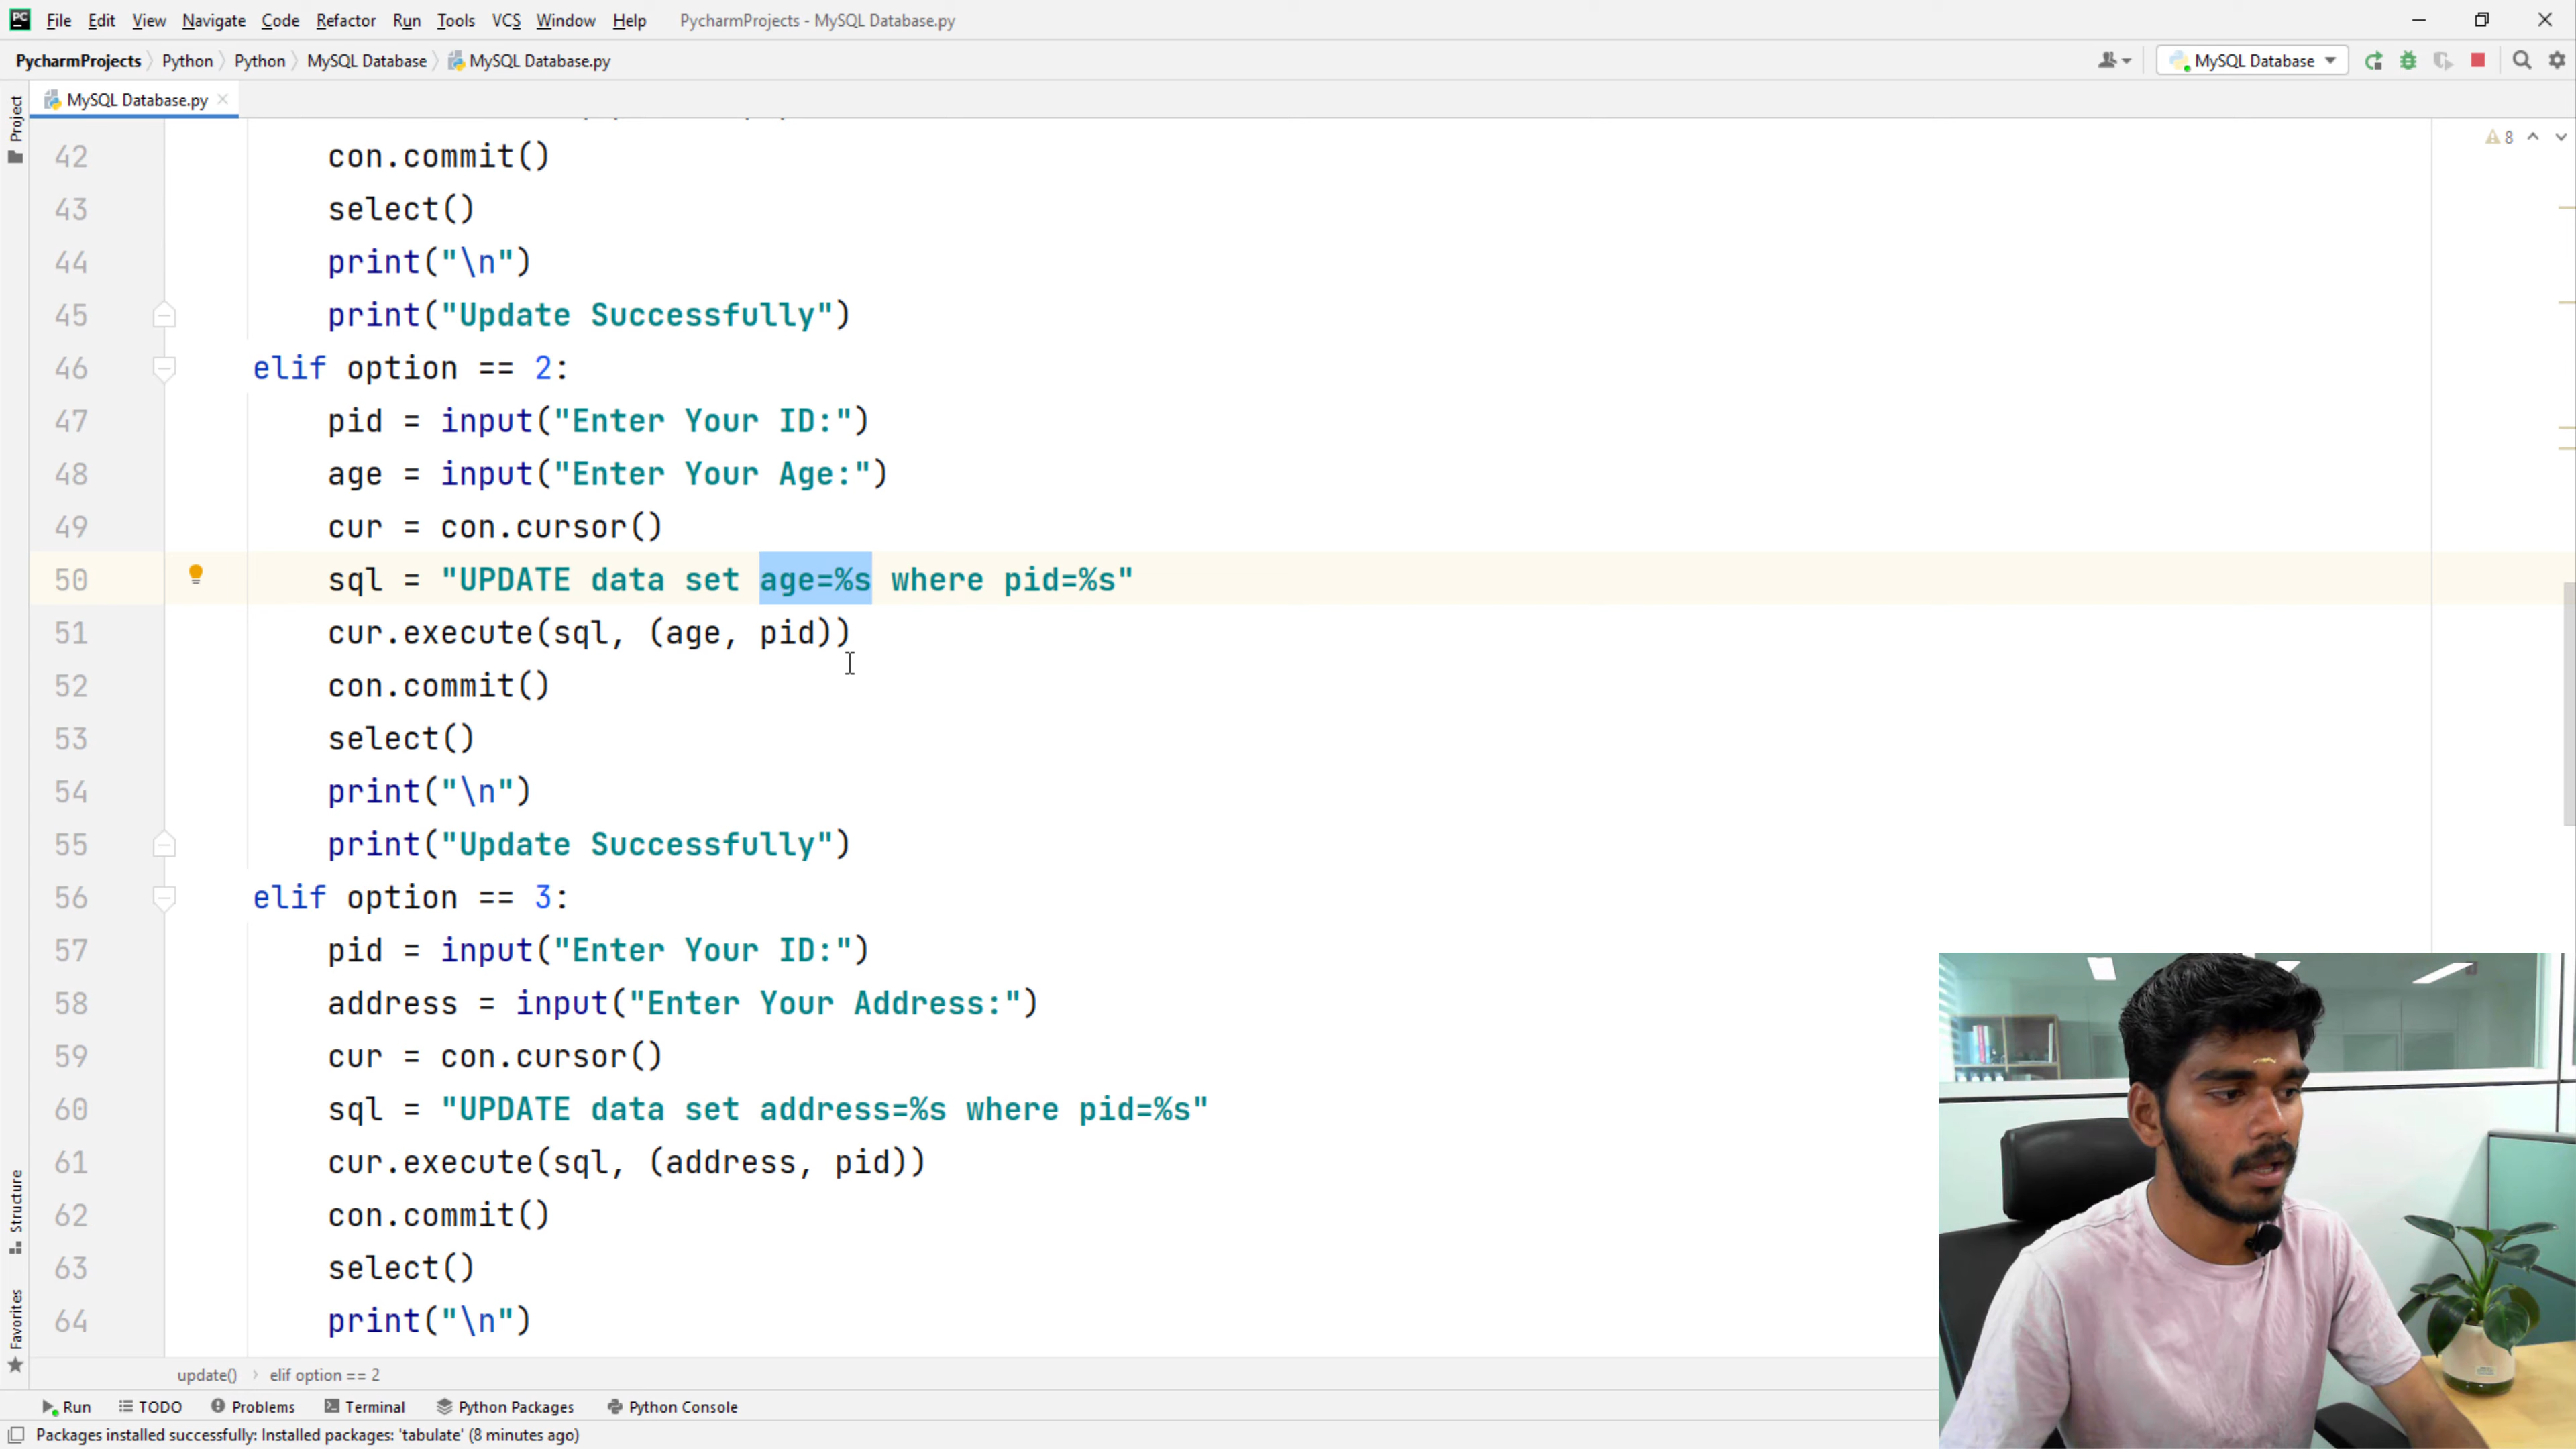 PC File Edit View Navigate Code Refactor Run Tools VCS Window Help PycharmProjects - MySQL Database.py
PycharmProjects Python Python MySQL Database MySQL Database.py MySQL Database
Project
MySQL Database.py
8
42 con.commit()
43 select()
44 print("\n")
45 print("Update Successfully")
46 elif option == 2:
47 pid = input("Enter Your ID:")
48 age = input("Enter Your Age:")
49 cur = con.cursor()
50 sql = "UPDATE data set age=%s where pid=%s"
51 cur.execute(sql, (age, pid))
52 con.commit()
53 select()
54 print("\n")
55 print("Update Successfully")
56 elif option == 3:
57 pid = input("Enter Your ID:")
58 address = input("Enter Your Address:")
59 cur = con.cursor()
60 sql = "UPDATE data set address=%s where pid=%s"
61 cur.execute(sql, (address, pid))
62 con.commit()
63 select()
64 print("\n")
Structure
Favorites
update() elif option == 2
Run TODO Problems Terminal Python Packages Python Console
Packages installed successfully: Installed packages: 'tabulate' (8 minutes ago)